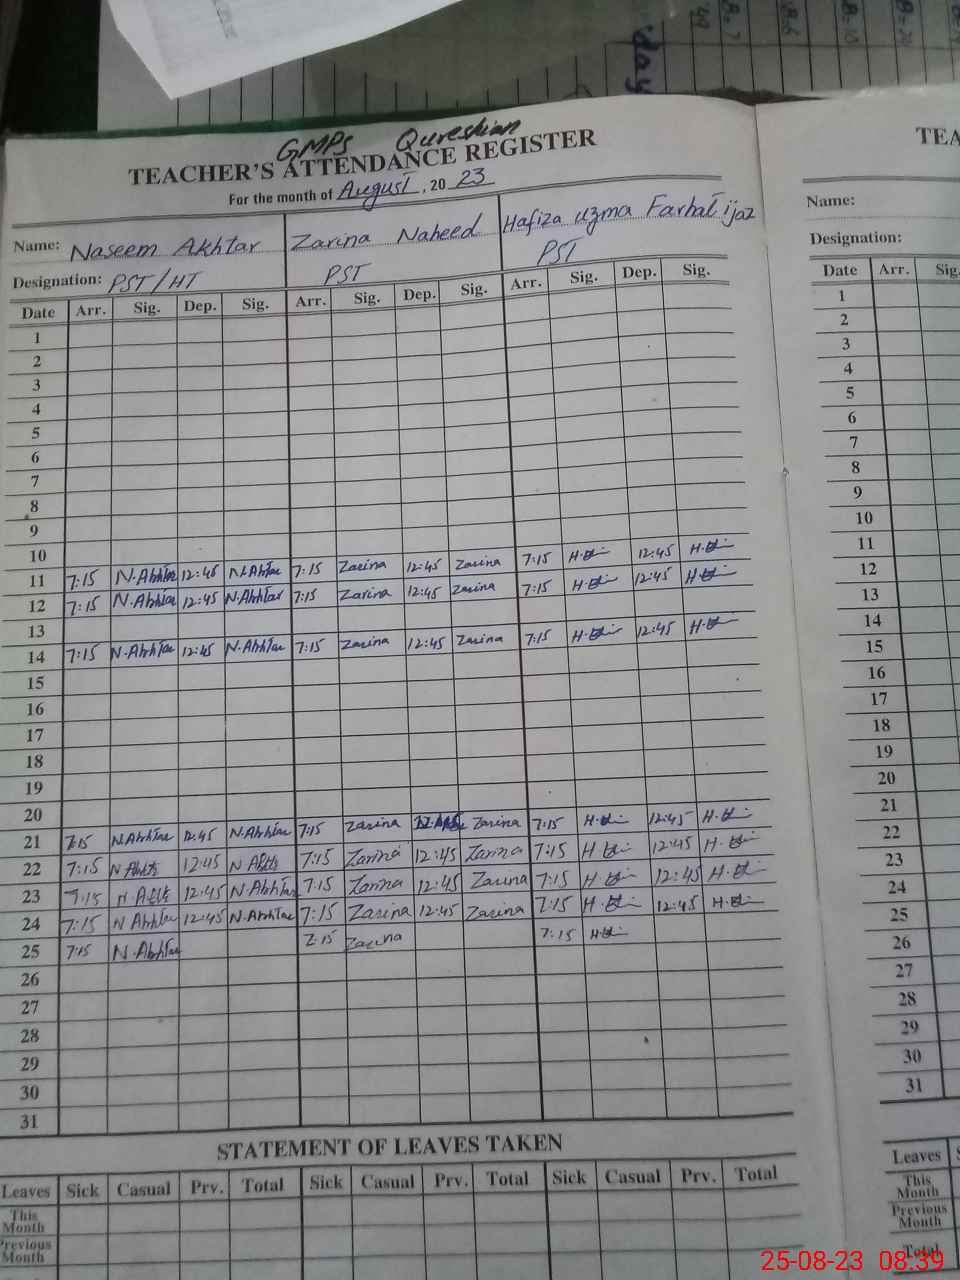 GMPS Qureshian
TEACHER'S ATTENDANCE REGISTER
For the month of August, 20 23
Name: Naseem Akhtar Zarina Naheed Hafiza Uzma Farhat ijaz
Designation: PST/HT PST PST
Date Arr. Sig. Dep. Sig. Arr. Sig. Dep. Sig. Arr. Sig. Dep. Sig.
1
2
3
4
5
6
7
8
9
10
11 7:15 N.Akhtar 12:45 N.Akhtar 7:15 Zarina 12:45 Zarina 7:15 12:45
12 7:15 N.Akhtar 12:45 N.Akhtar 7:15 Zarina 12:45 Zarina 7:15 12:45
13
14 7:15 N.Akhtar 12:45 N.Akhtar 7:15 Zarina 12:45 Zarina 7:15 12:45
15
16
17
18
19
20
21 7:15 N.Akhtar 12:45 N.Akhtar 7:15 Zarina Zarina 7:15 12:45
22 7:15 12:45 7:15 Zarina 12:45 Zarina 7:15 12:45
23 7:15 12:45 N Akhtar 7:15 Zarina 12:45 Zarina 7:15 12:45
24 7:15 N Akhtar 12:45 N.Akhtar 7:15 Zarina 12:45 Zarina 7:15 12:45
25 7:15 N.Akhtar 7:15 Zarina 7:15
26
27
28
29
30
31
STATEMENT OF LEAVES TAKEN
Leaves Sick Casual Prv. Total Sick Casual Prv. Total Sick Casual Prv. Total
This Month
Previous Month
TEA
Name:
Designation:
Date Arr. Sig.
1
2
3
4
5
6
7
8
9
10
11
12
13
14
15
16
17
18
19
20
21
22
23
24
25
26
27
28
29
30
31
Leaves
This Month
Previous Month
Total
25-08-23 08:39